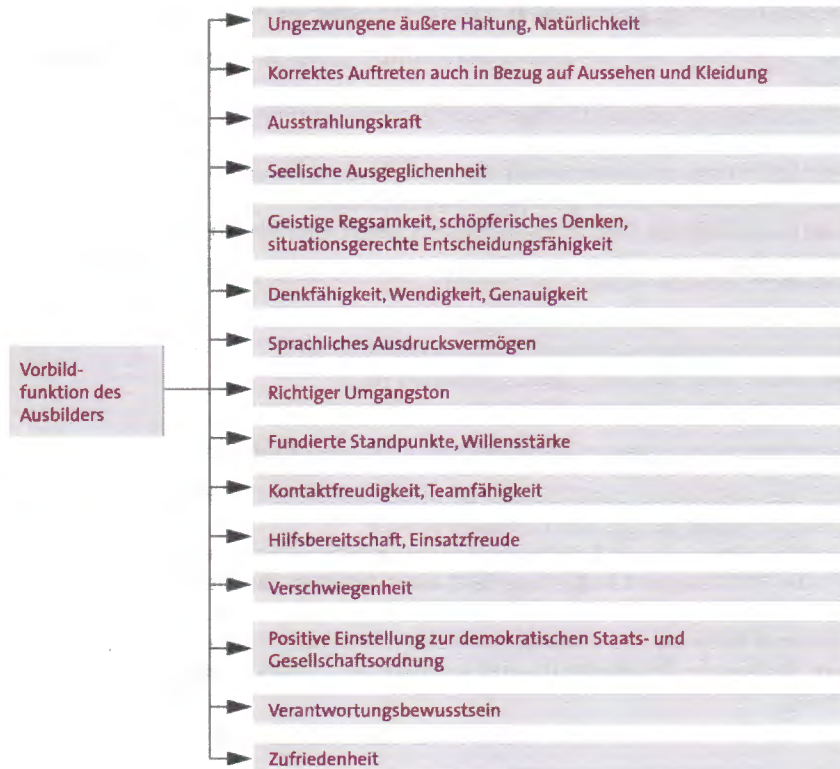 Ungezwungene äußere Haltung, Natürlichkeit
Korrektes Auftreten auch in Bezug auf Aussehen und Kleidung
Ausstrahlungskraft
Seelische Ausgeglichenheit
Geistige Regsamkeit, schöpferisches Denken,
situationsgerechte Entscheidungsfähigkeit
Denkfähigkeit, Wendigkeit, Genauigkeit
Sprachliches Ausdrucksvermögen
Vorbild-
funktion des
Ausbilders
Richtiger Umgangston
Fundierte Standpunkte, Willensstärke
Kontaktfreudigkeit, Teamfähigkeit
Hilfsbereitschaft, Einsatzfreude
Verschwiegenheit
Positive Einstellung zur demokratischen Staats- und
Gesellschaftsordnung
Verantwortungsbewusstsein
Zufriedenheit